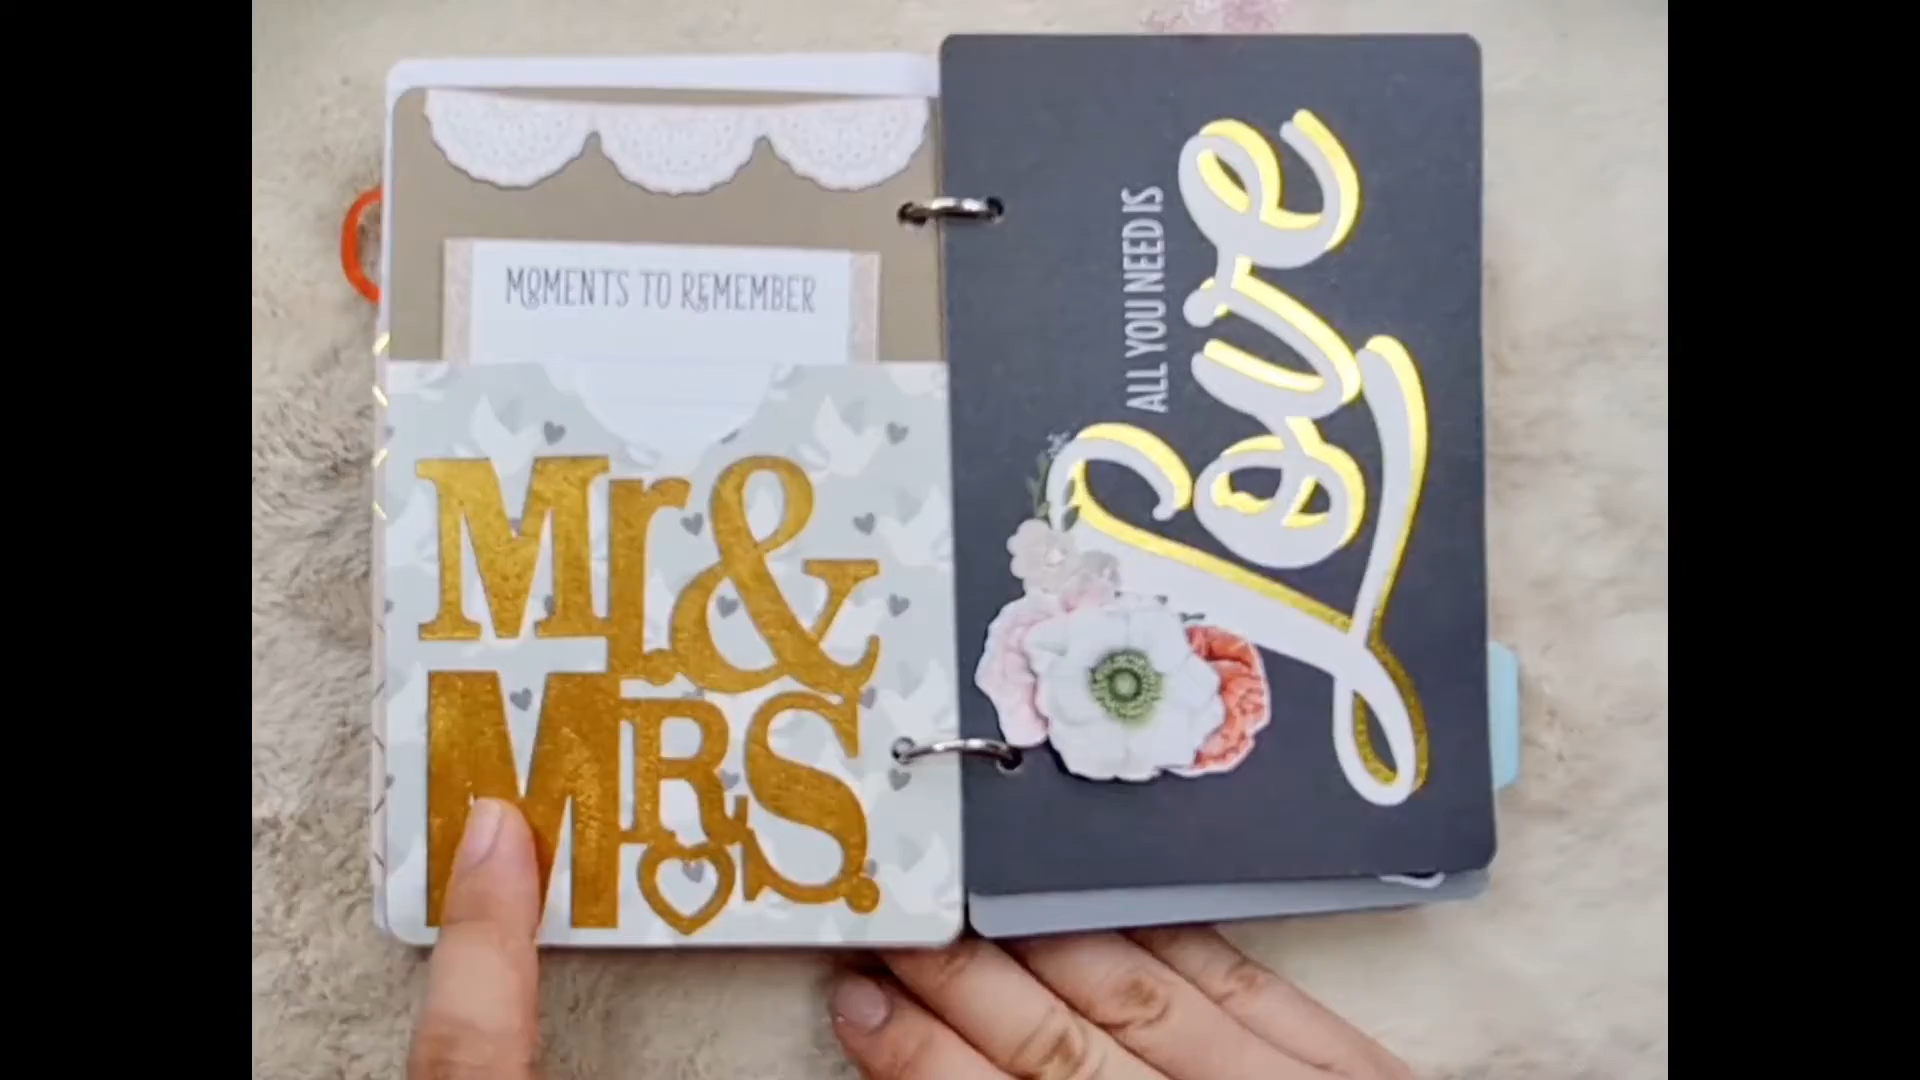 MOMENTS TO REMEMBER
Mr&
MRS.
ALL YOU NEED IS
Love